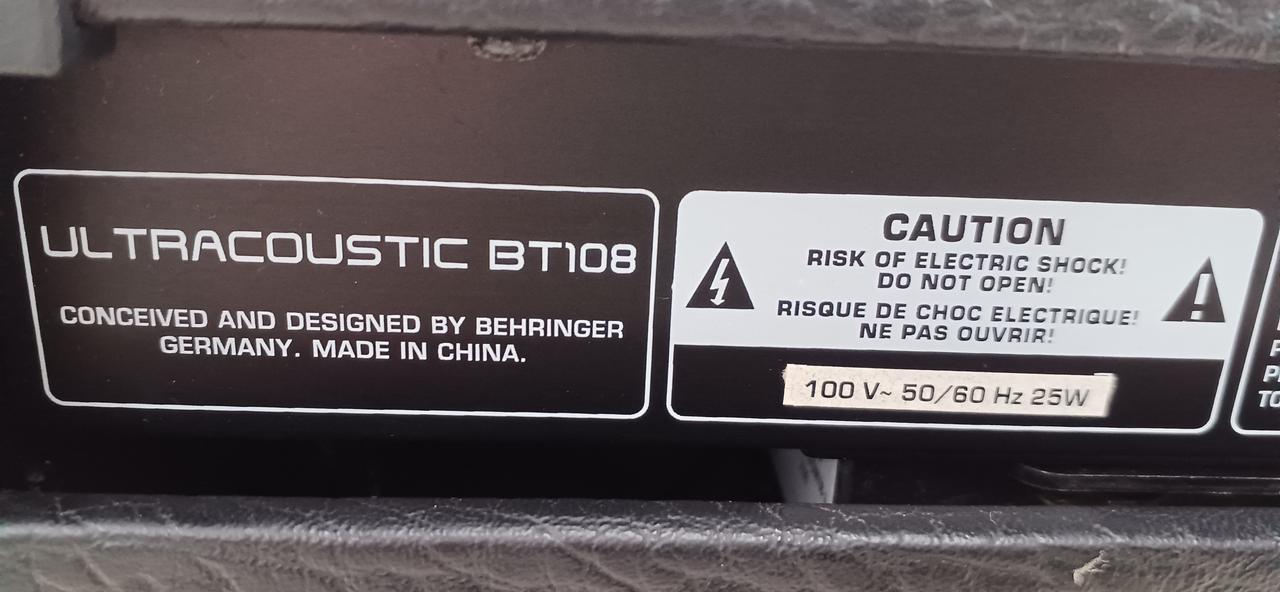 ULTRACOUSTIC BT108
CONCEIVED AND DESIGNED BY BEHRINGER
GERMANY. MADE IN CHINA.
CAUTION
RISK OF ELECTRIC SHOCK!
DO NOT OPEN!
RISQUE DE CHOC ELECTRIQUE!
NE PAS OUVRIR!
100 V~ 50/60 Hz 25W